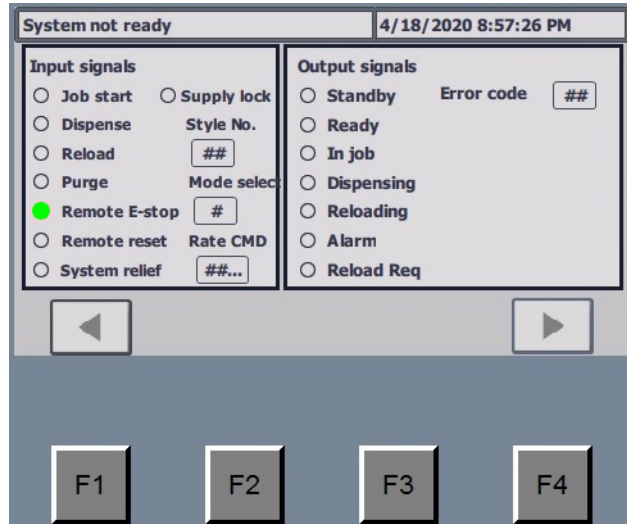 System not ready
4/18/2020 8:57:26 PM
Input signals
Job start
Supply lock
Dispense
Style No.
Reload
##
Purge
Mode select
Remote E-stop
#
Remote reset
Rate CMD
System relief
##...
Output signals
Standby
Error code
##
Ready
In job
Dispensing
Reloading
Alarm
Reload Req
F1
F2
F3
F4